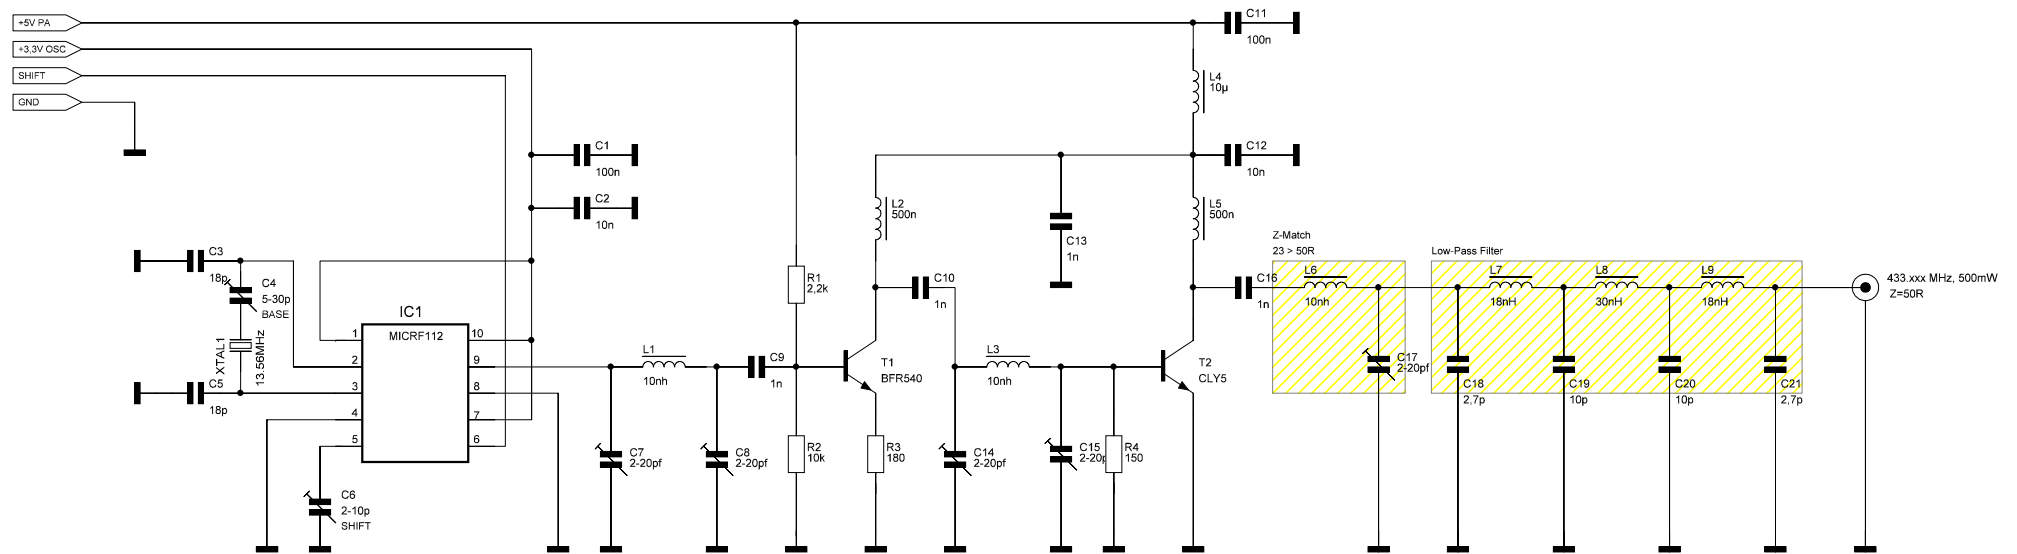 +5V PA
+3,3V OSC
SHIFT
GND
C1
100n
C2
10n
C3
18p
C4
5-30p
BASE
XTAL1
13.56MHz
C5
18p
IC1
MICRF112
1
2
3
4
5
10
9
8
7
6
C6
2-10p
SHIFT
L1
10nh
C7
2-20pf
C8
2-20pf
C9
1n
R1
2,2k
R2
10k
T1
BFR540
R3
180
L2
500n
C10
1n
L3
10nh
C14
2-20pf
C15
2-20pf
R4
150
C13
1n
C11
100n
L4
10µ
C12
10n
L5
500n
T2
CLY5
C16
1n
Z-Match
23 > 50R
L6
10nh
C17
2-20pf
Low-Pass Filter
L7
18nH
L8
30nH
L9
18nH
C18
2,7p
C19
10p
C20
10p
C21
2,7p
433.xxx MHz, 500mW
Z=50R